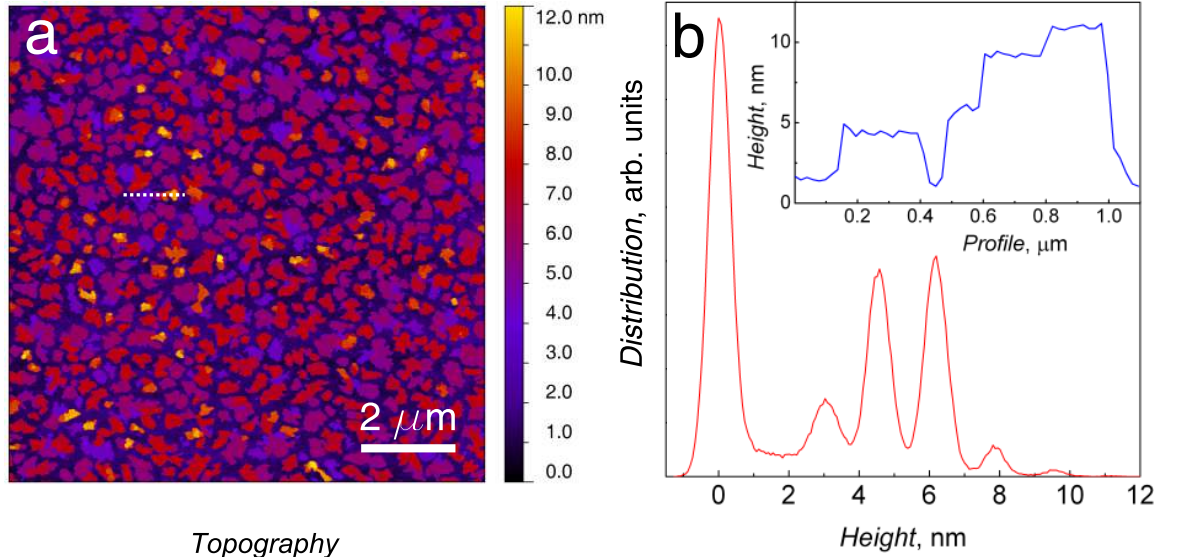 a
12.0 nm
10.0
9.0
8.0
7.0
6.0
5.0
4.0
3.0
2.0
1.0
0.0
2 μm
Topography
b
Distribution, arb. units
0
2
4
6
8
10
12
Height, nm
Height, nm
10
5
0
0.2
0.4
0.6
0.8
1.0
Profile, μm